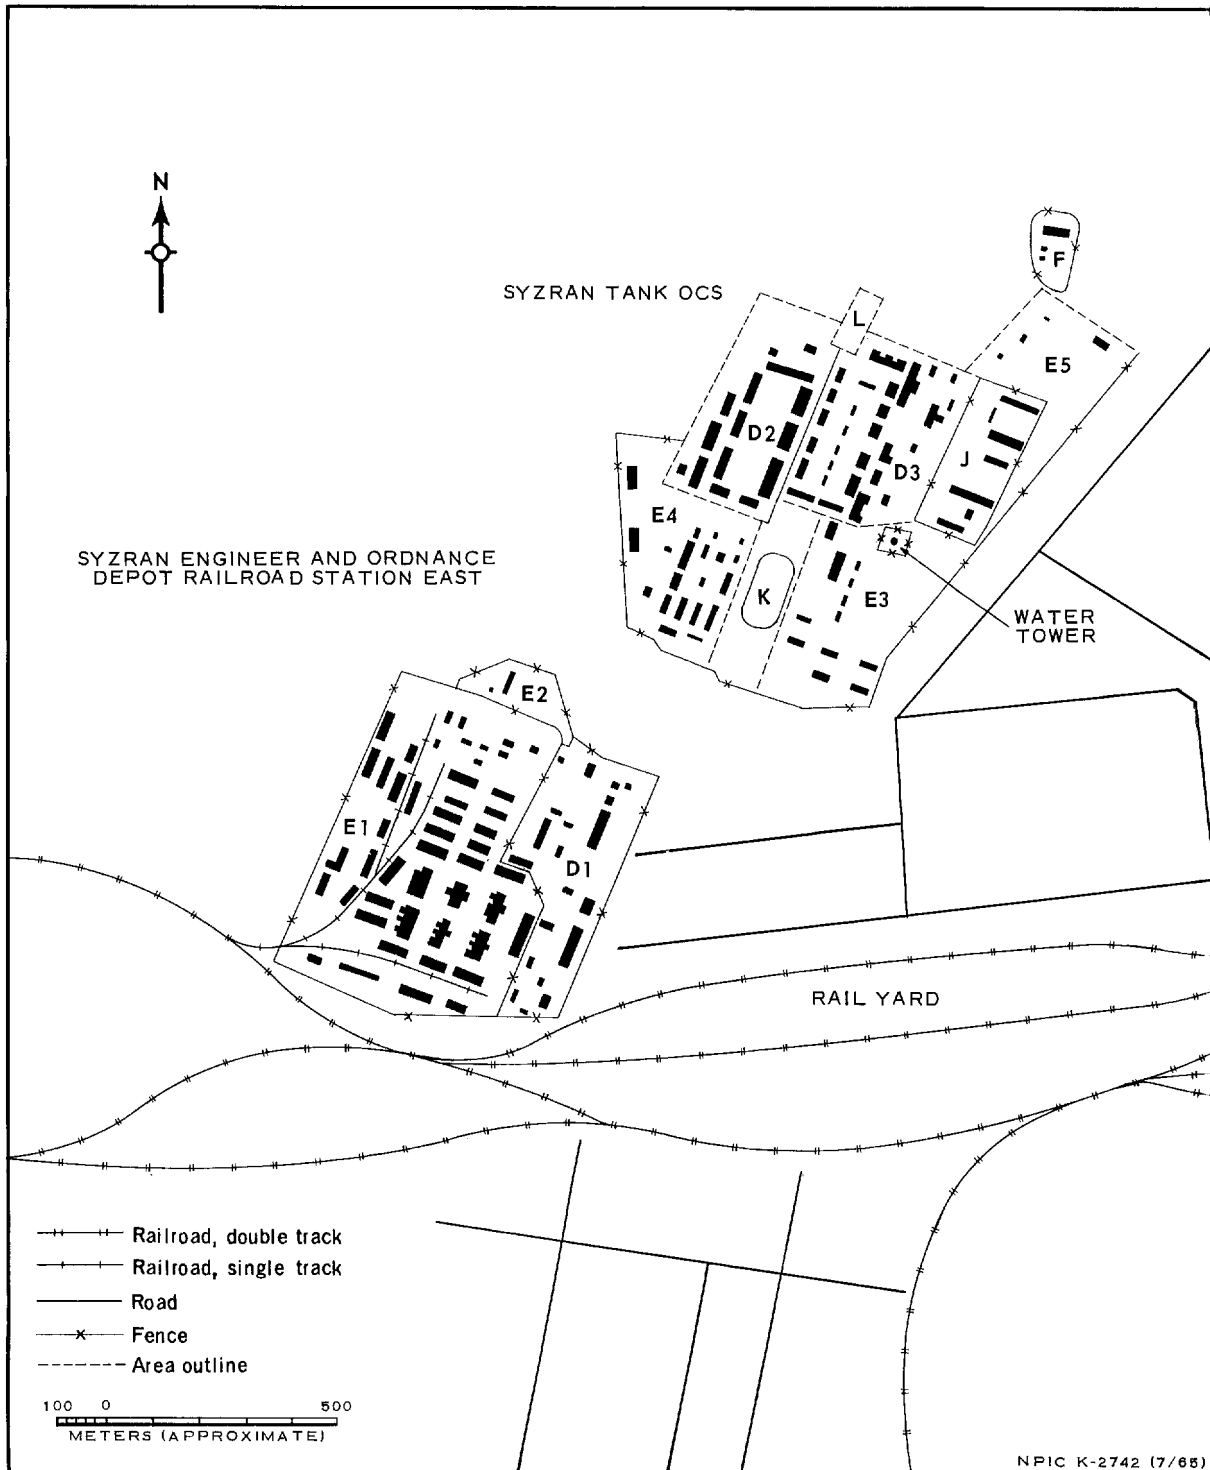 N
SYZRAN TANK OCS
F
L
E5
D2
J
D3
E4
SYZRAN ENGINEER AND ORDNANCE
DEPOT RAILROAD STATION EAST
K
E3
WATER
TOWER
E2
E1
D1
RAIL YARD
Railroad, double track
Railroad, single track
Road
Fence
Area outline
100 0 500
METERS (APPROXIMATE)
NPIC K-2742 (7/65)